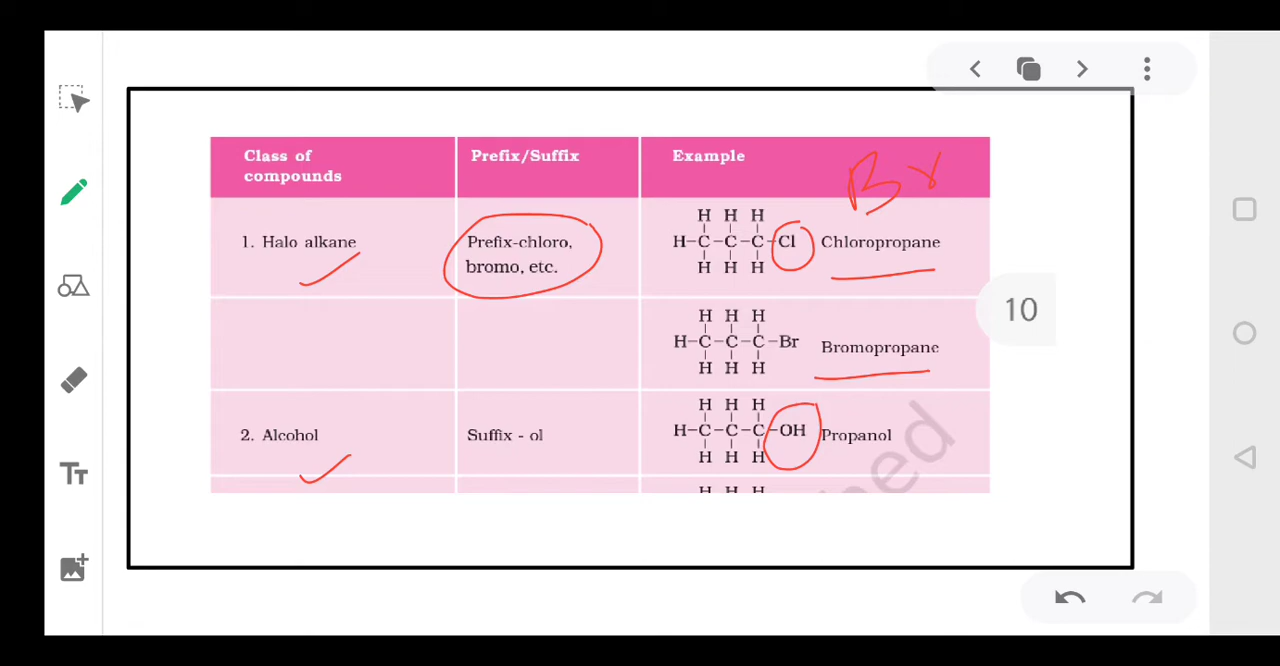 Class of
compounds
Prefix/Suffix
Example
Br
1. Halo alkane
Prefix-chloro,
bromo, etc.
H H H
H-C-C-C-Cl
H H H
Chloropropane
10
H H H
H-C-C-C-Br
H H H
Bromopropane
2. Alcohol
Suffix - ol
H H H
H-C-C-C-OH
H H H
Propanol
H H H
TT